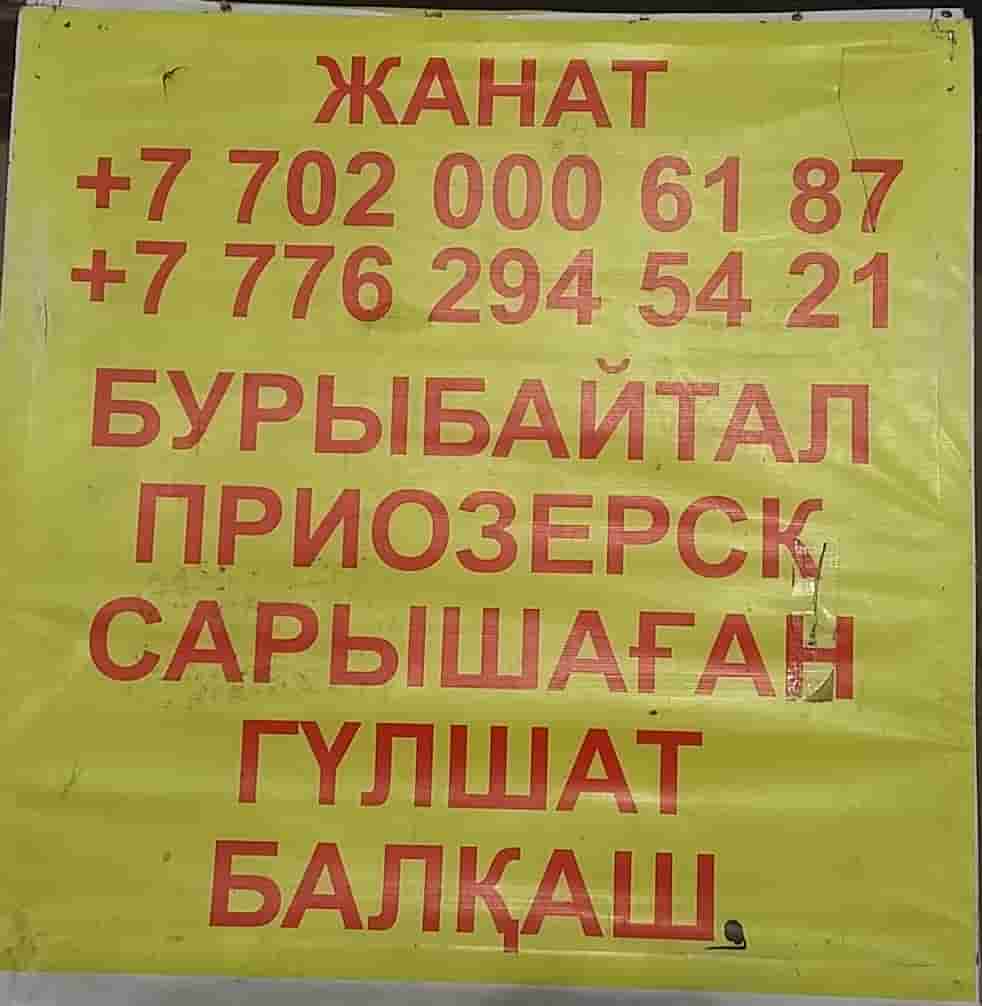 ЖАНАТ
+7 702 000 61 87
+7 776 294 54 21
БУРЫБАЙТАЛ
ПРИОЗЕРСК
САРЫШАҒАН
ГҮЛШАТ
БАЛҚАШ.